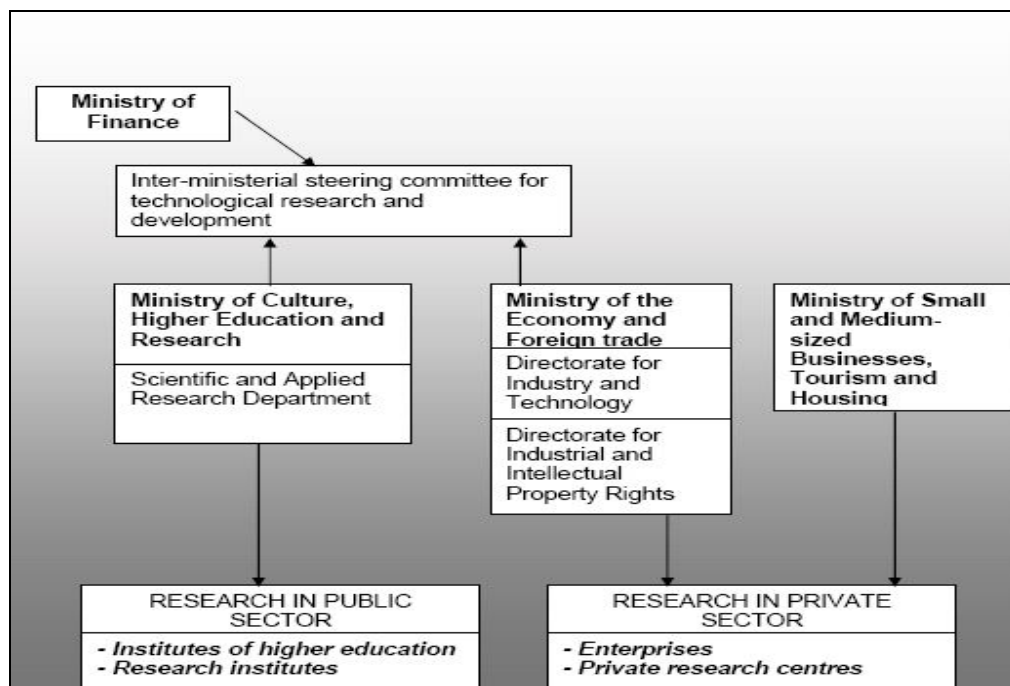 Ministry of
Finance
Inter-ministerial steering committee for
technological research and
development
Ministry of Culture,
Higher Education and
Research
Scientific and Applied
Research Department
Ministry of the
Economy and
Foreign trade
Directorate for
Industry and
Technology
Directorate for
Industrial and
Intellectual
Property Rights
Ministry of Small
and Medium-
sized
Businesses,
Tourism and
Housing
RESEARCH IN PUBLIC
SECTOR
- Institutes of higher education
- Research institutes
RESEARCH IN PRIVATE
SECTOR
- Enterprises
- Private research centres